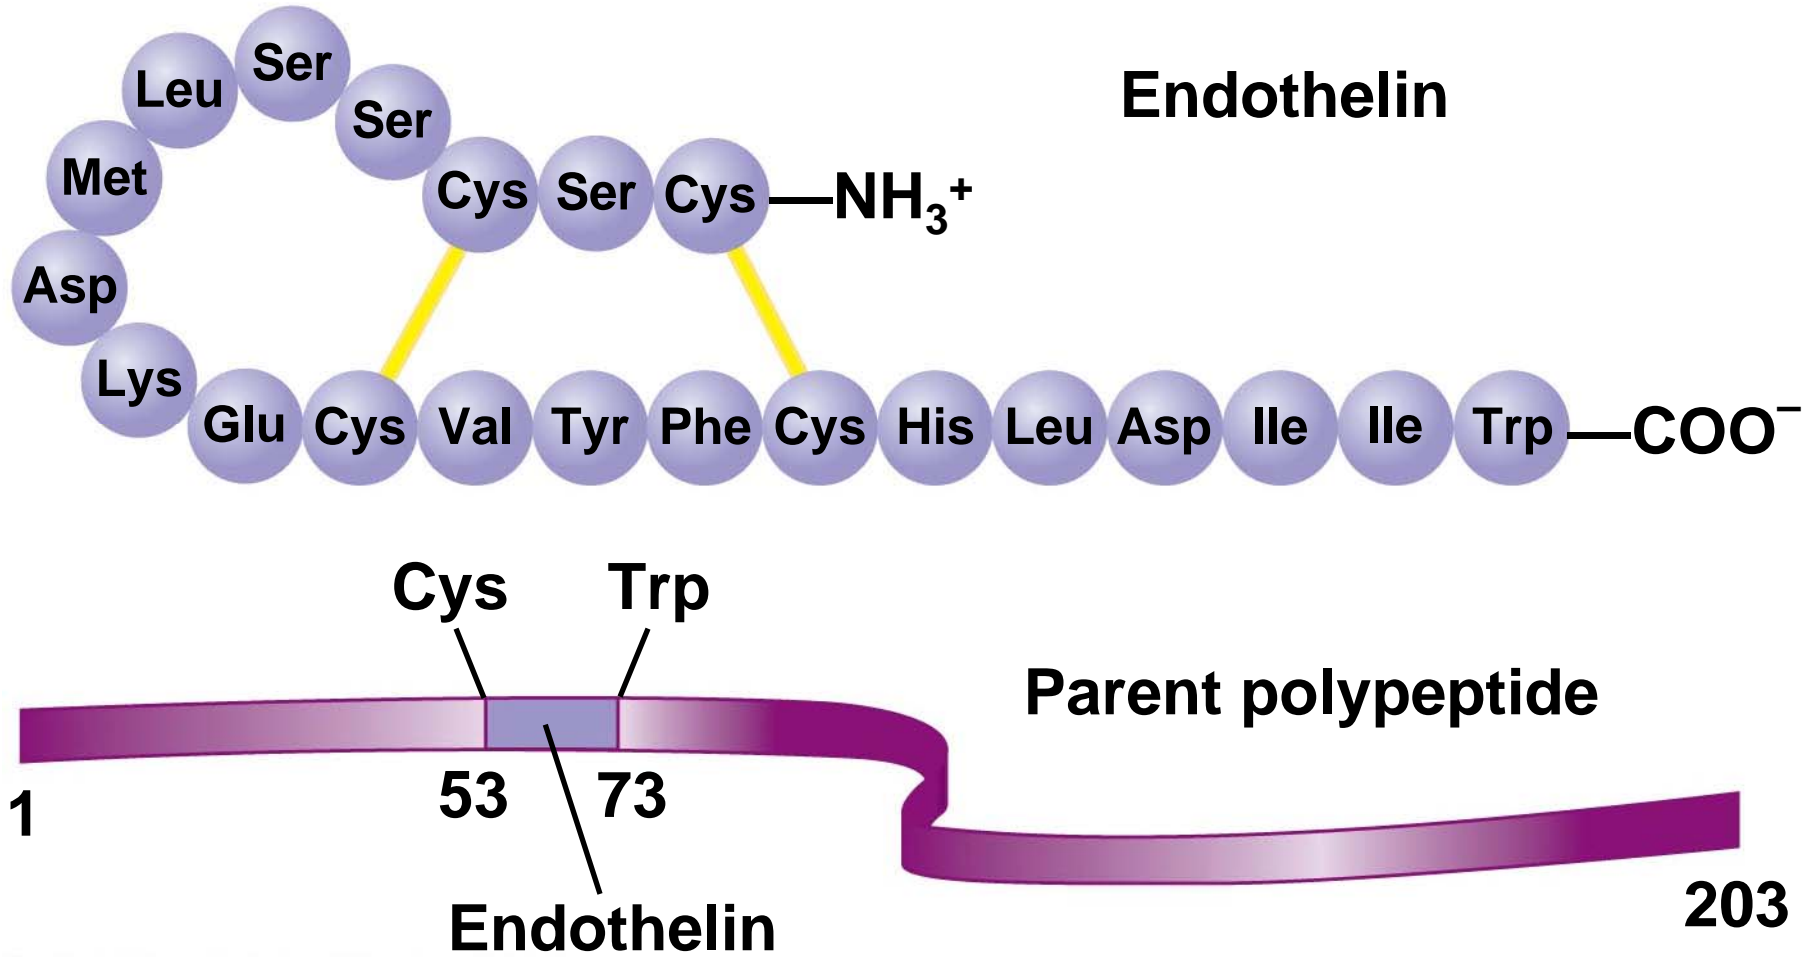 Endothelin
Leu Ser
Ser
Met
Cys Ser Cys —NH₃⁺
Asp
Lys
Glu Cys Val Tyr Phe Cys His Leu Asp Ile Ile Trp —COO⁻
Cys Trp
Parent polypeptide
53 73
1
203
Endothelin